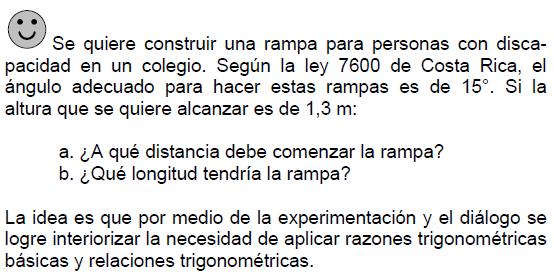 Se quiere construir una rampa para personas con disca-
pacidad en un colegio. Según la ley 7600 de Costa Rica, el
ángulo adecuado para hacer estas rampas es de 15°. Si la
altura que se quiere alcanzar es de 1,3 m:
a. ¿A qué distancia debe comenzar la rampa?
b. ¿Qué longitud tendría la rampa?
La idea es que por medio de la experimentación y el diálogo se
logre interiorizar la necesidad de aplicar razones trigonométricas
básicas y relaciones trigonométricas.